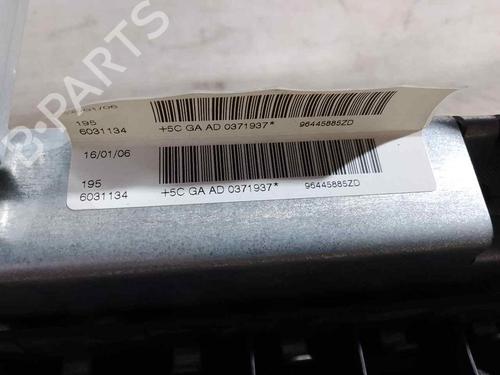 01/06
195
6031134
+5C GA AD 0371937*
96445885ZD
16/01/06
195
6031134
+5C GA AD 0371937*
96445885ZD
B-PARTS